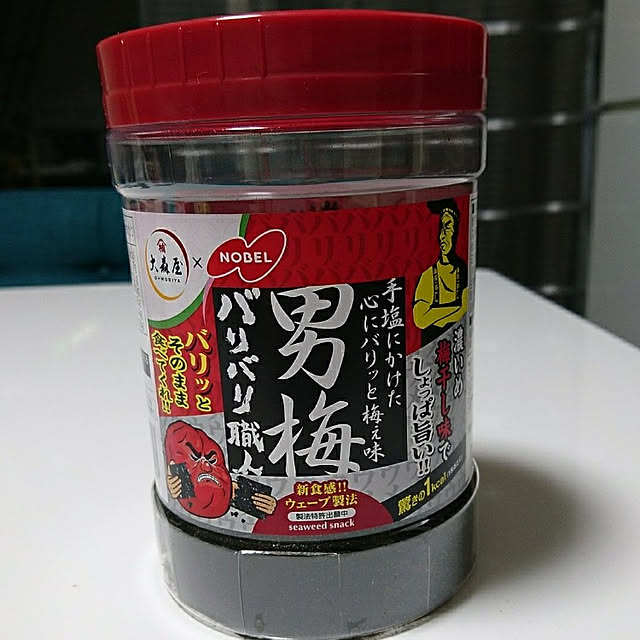 大森屋
OHMORIYA
×
NOBEL
手塩にかけた
心にバリッと梅ぇ味
男梅
バリバリ職人
バリッと
そのまま
食べてくれ!!
濃いめ
梅干し味で
しょっぱ旨い!!
新食感!!
ウェーブ製法
製法特許出願中
seaweed snack
驚きの1kcal